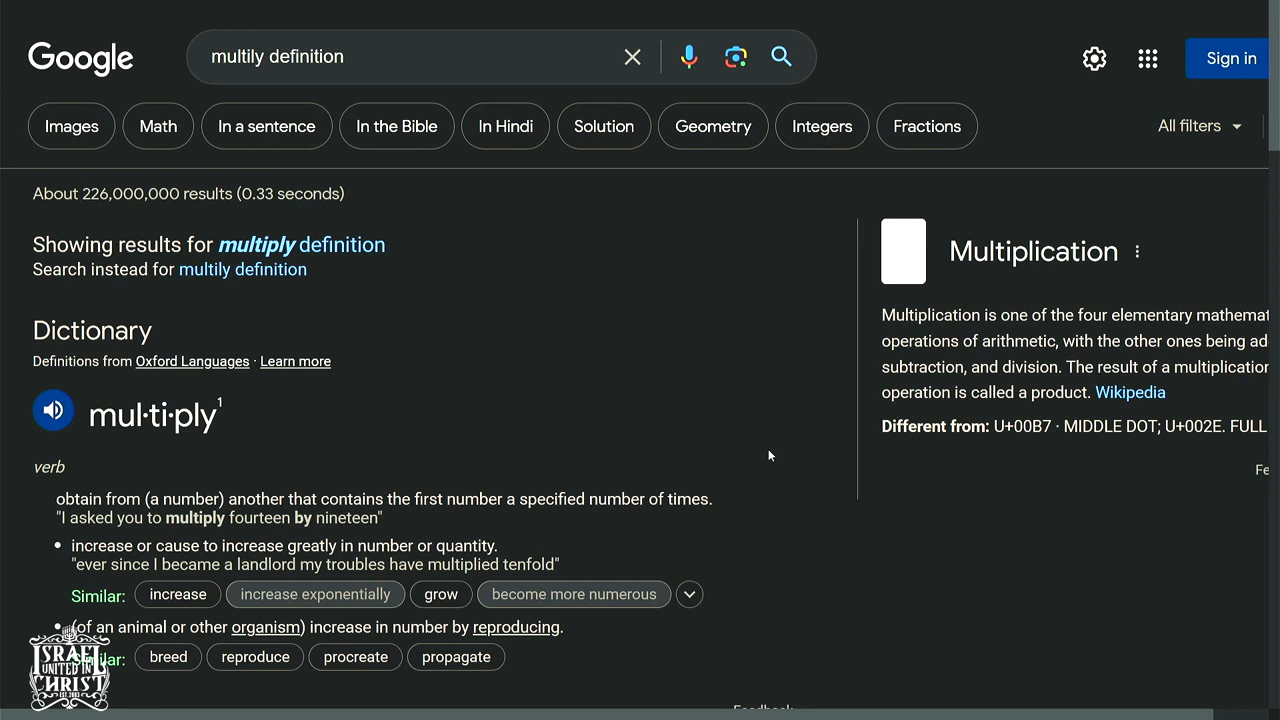 Google
multily definition
Sign in
Images
Math
In a sentence
In the Bible
In Hindi
Solution
Geometry
Integers
Fractions
All filters
About 226,000,000 results (0.33 seconds)
Showing results for multiply definition
Search instead for multily definition
Dictionary
Definitions from Oxford Languages · Learn more
mul·ti·ply¹
verb
obtain from (a number) another that contains the first number a specified number of times.
"I asked you to multiply fourteen by nineteen"
• increase or cause to increase greatly in number or quantity.
"ever since I became a landlord my troubles have multiplied tenfold"
Similar:
increase
increase exponentially
grow
become more numerous
• (of an animal or other organism) increase in number by reproducing.
Similar:
breed
reproduce
procreate
propagate
Multiplication
Multiplication is one of the four elementary mathemat
operations of arithmetic, with the other ones being ad
subtraction, and division. The result of a multiplication
operation is called a product. Wikipedia
Different from: U+00B7 · MIDDLE DOT; U+002E. FULL
Fe
Feedback
ISRAEL
UNITED IN
CHRIST
EST. 2003